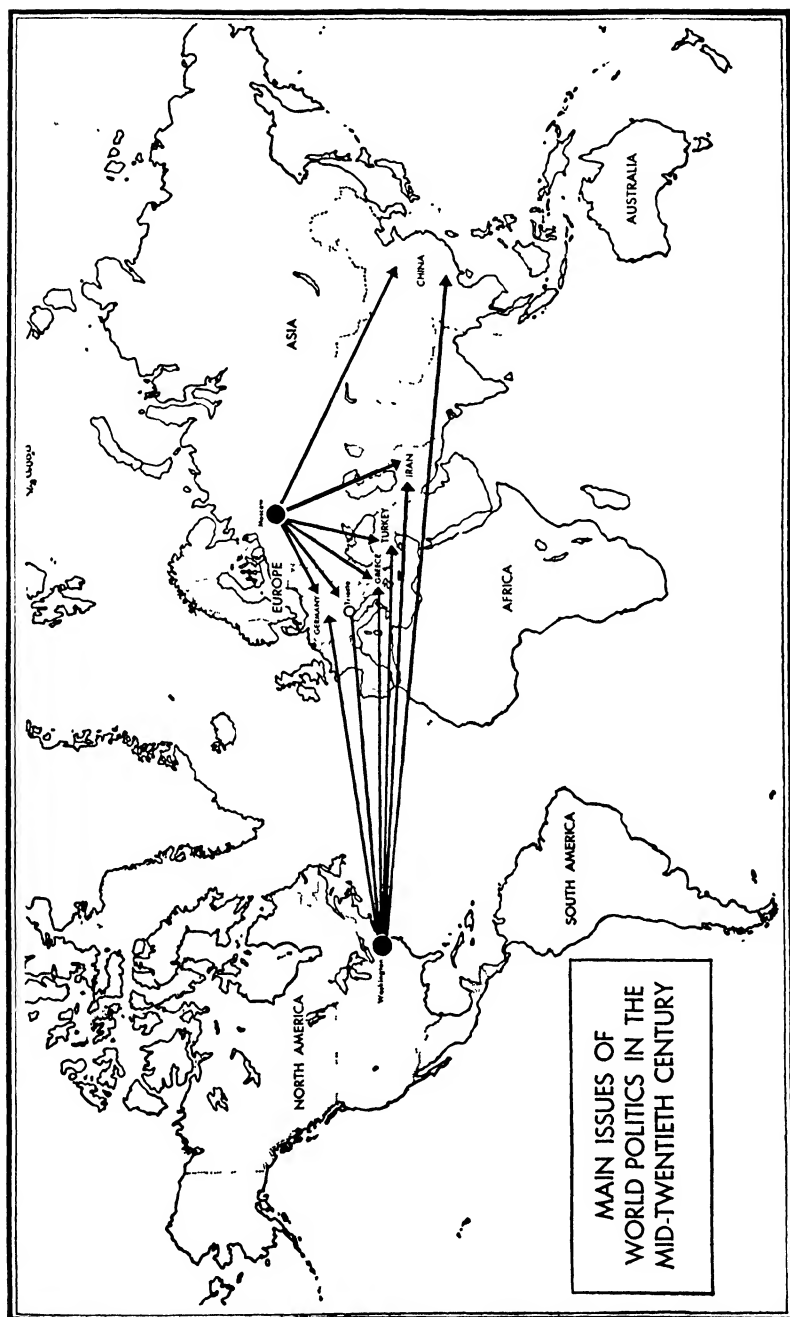 NORTH AMERICA
Washington
SOUTH AMERICA
EUROPE
Moscow
GERMANY
Trieste
GREECE
TURKEY
IRAN
ASIA
CHINA
AFRICA
AUSTRALIA
MAIN ISSUES OF
WORLD POLITICS IN THE
MID-TWENTIETH CENTURY